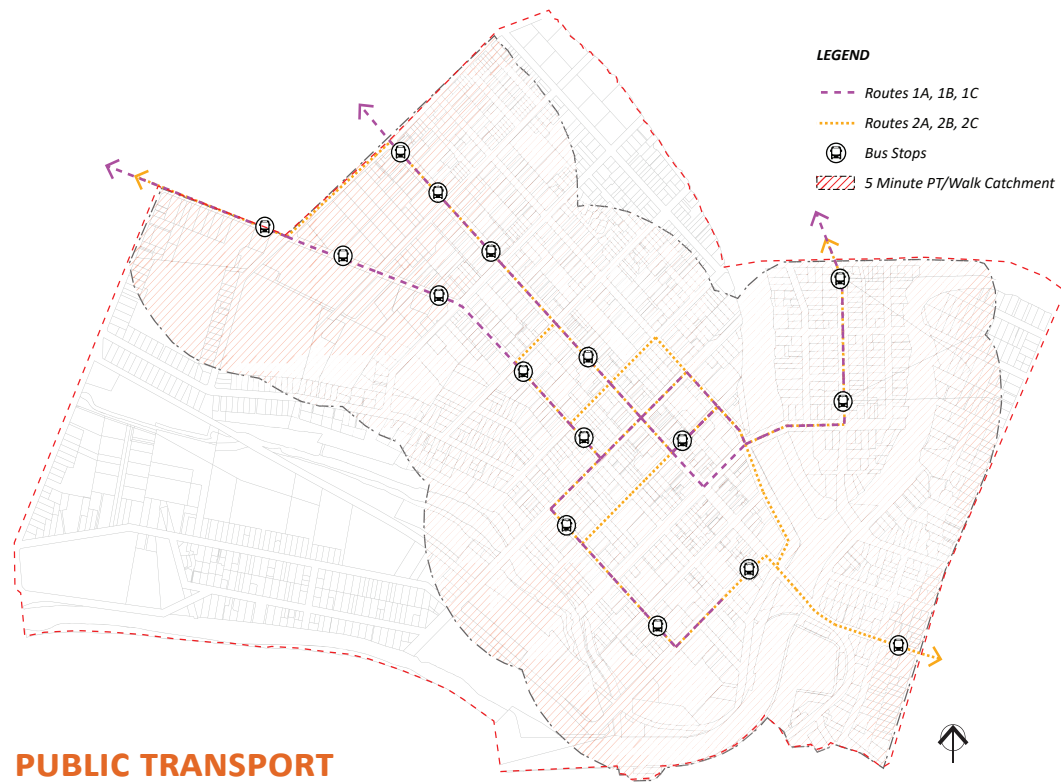 LEGEND
Routes 1A, 1B, 1C
Routes 2A, 2B, 2C
Bus Stops
5 Minute PT/Walk Catchment
PUBLIC TRANSPORT